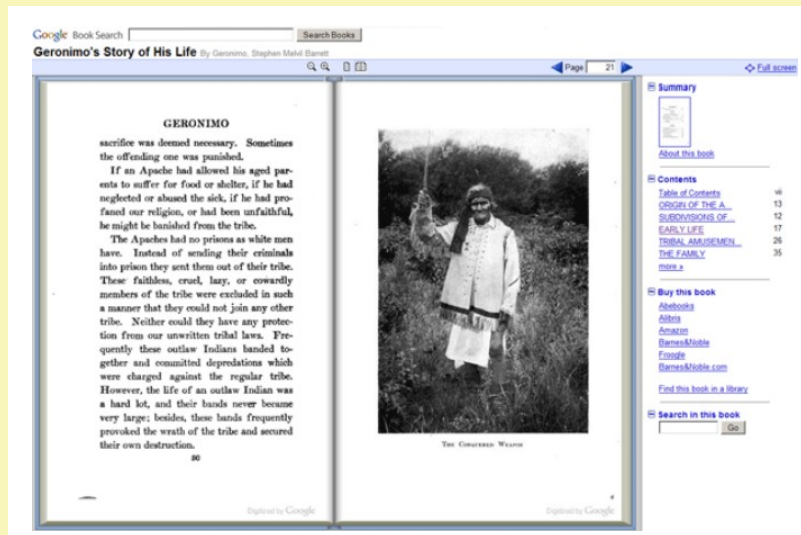 Google Book Search Search Books
Geronimo's Story of His Life By Geronimo, Stephen Melvil Barrett
Page 21 Full screen
GERONIMO
sacrifice was deemed necessary. Sometimes
the offending one was punished.
If an Apache had allowed his aged par-
ents to suffer for food or shelter, if he had
neglected or abused the sick, if he had pro-
faned our religion, or had been unfaithful,
he might be banished from the tribe.
The Apaches had no prisons as white men
have. Instead of sending their criminals
into prison they sent them out of their tribe.
These faithless, cruel, lazy, or cowardly
members of the tribe were excluded in such
a manner that they could not join any other
tribe. Neither could they have any protec-
tion from our unwritten tribal laws. Fre-
quently these outlaw Indians banded to-
gether and committed depredations which
were charged against the regular tribe.
However, the life of an outlaw Indian was
a hard lot, and their bands never became
very large; besides, these bands frequently
provoked the wrath of the tribe and secured
their own destruction.
30
Digitized by Google
The Conquered Weapon
Digitized by Google
Summary
About this book
Contents
Table of Contents vii
ORIGIN OF THE A... 13
SUBDIVISIONS OF... 12
EARLY LIFE 17
TRIBAL AMUSEMEN... 26
THE FAMILY 35
more »
Buy this book
Abebooks
Alibris
Amazon
Barnes&Noble
Froogle
Barnes&Noble.com
Find this book in a library
Search in this book
Go